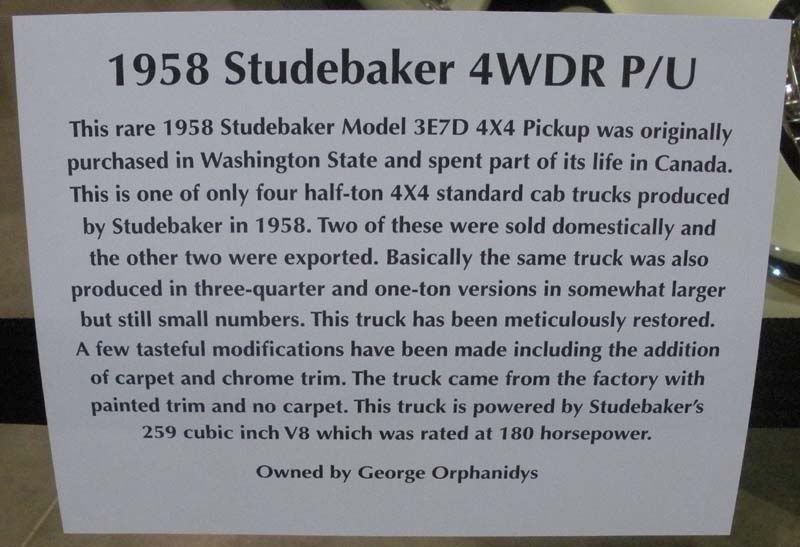 1958 Studebaker 4WDR P/U
This rare 1958 Studebaker Model 3E7D 4X4 Pickup was originally
purchased in Washington State and spent part of its life in Canada.
This is one of only four half-ton 4X4 standard cab trucks produced
by Studebaker in 1958. Two of these were sold domestically and
the other two were exported. Basically the same truck was also
produced in three-quarter and one-ton versions in somewhat larger
but still small numbers. This truck has been meticulously restored.
A few tasteful modifications have been made including the addition
of carpet and chrome trim. The truck came from the factory with
painted trim and no carpet. This truck is powered by Studebaker's
259 cubic inch V8 which was rated at 180 horsepower.
Owned by George Orphanidys